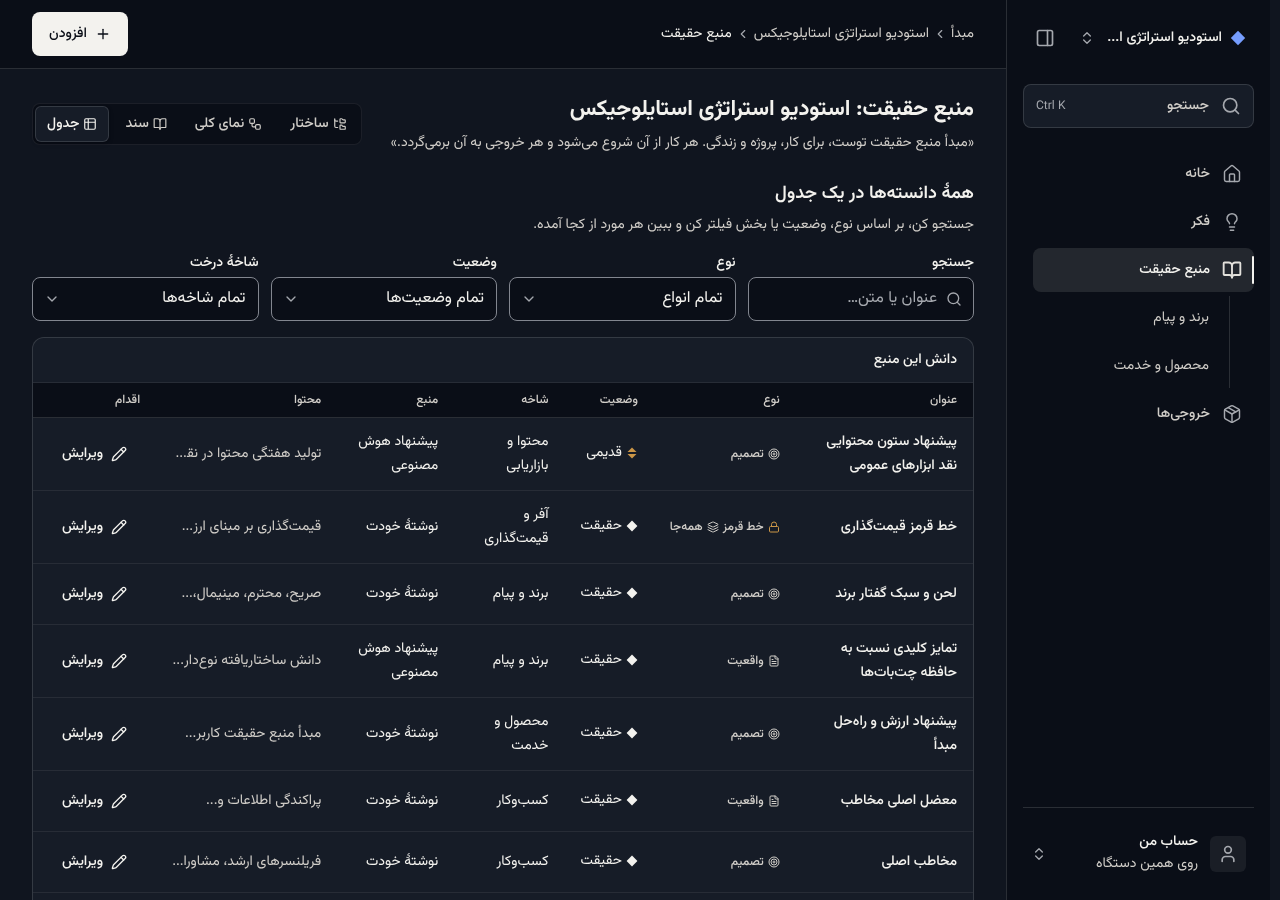 استودیو استراتژی ا...
جستجو
Ctrl K
خانه
فکر
منبع حقیقت
برند و پیام
محصول و خدمت
خروجی‌ها
حساب من
روی همین دستگاه
مبدأ › استودیو استراتژی استایلوجیکس › منبع حقیقت
افزودن
منبع حقیقت: استودیو استراتژی استایلوجیکس
«مبدأ منبع حقیقت توست، برای کار، پروژه و زندگی. هر کار از آن شروع می‌شود و هر خروجی به آن برمی‌گردد.»
ساختار نمای کلی سند جدول
همهٔ دانسته‌ها در یک جدول
جستجو کن، بر اساس نوع، وضعیت یا بخش فیلتر کن و ببین هر مورد از کجا آمده.
جستجو نوع وضعیت شاخهٔ درخت
عنوان یا متن... تمام انواع تمام وضعیت‌ها تمام شاخه‌ها
دانش این منبع
عنوان نوع وضعیت شاخه منبع محتوا اقدام
پیشنهاد ستون محتوایی
نقد ابزارهای عمومی
تصمیم
قدیمی
محتوا و
بازاریابی
پیشنهاد هوش
مصنوعی
تولید هفتگی محتوا در نقـ...
ویرایش
خط قرمز قیمت‌گذاری
خط قرمز همه‌جا
حقیقت
آفر و
قیمت‌گذاری
نوشتهٔ خودت
قیمت‌گذاری بر مبنای ارز...
ویرایش
لحن و سبک گفتار برند
تصمیم
حقیقت
برند و پیام
نوشتهٔ خودت
صریح، محترم، مینیمال،...
ویرایش
تمایز کلیدی نسبت به
حافظه چت‌بات‌ها
واقعیت
حقیقت
برند و پیام
پیشنهاد هوش
مصنوعی
دانش ساختاریافته نوع‌دار...
ویرایش
پیشنهاد ارزش و راه‌حل
مبدأ
تصمیم
حقیقت
محصول و
خدمت
نوشتهٔ خودت
مبدأ منبع حقیقت کاربر...
ویرایش
معضل اصلی مخاطب
واقعیت
حقیقت
کسب‌وکار
نوشتهٔ خودت
پراکندگی اطلاعات و...
ویرایش
مخاطب اصلی
تصمیم
حقیقت
کسب‌وکار
نوشتهٔ خودت
فریلنسرهای ارشد، مشاورا...
ویرایش